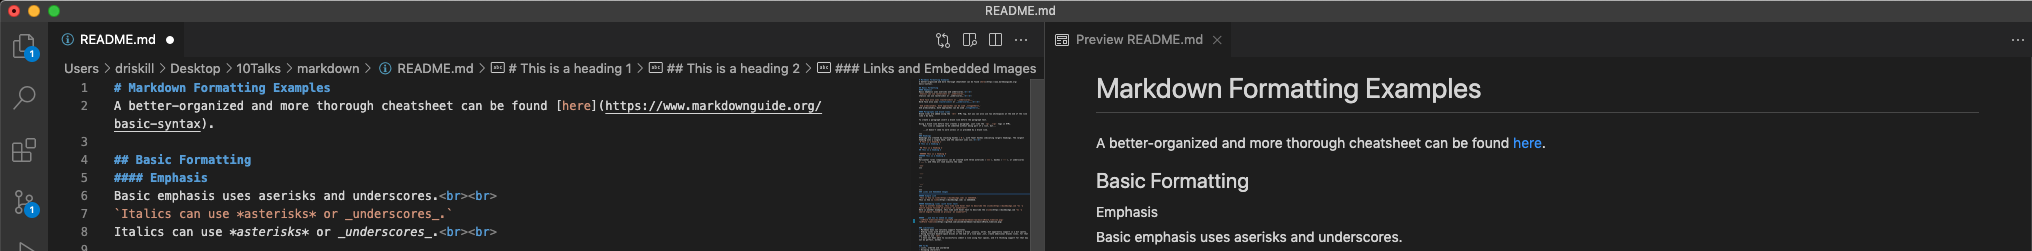 README.md
README.md
Preview README.md
Users > driskill > Desktop > 10Talks > markdown > README.md > # This is a heading 1 > ## This is a heading 2 > ### Links and Embedded Images
1 # Markdown Formatting Examples
2 A better-organized and more thorough cheatsheet can be found [here](https://www.markdownguide.org/
basic-syntax).
3
4 ## Basic Formatting
5 #### Emphasis
6 Basic emphasis uses aserisks and underscores.<br><br>
7 `Italics can use *asterisks* or _underscores_.`
8 Italics can use *asterisks* or _underscores_.<br><br>
9
1
1
Markdown Formatting Examples
A better-organized and more thorough cheatsheet can be found here.
Basic Formatting
Emphasis
Basic emphasis uses aserisks and underscores.